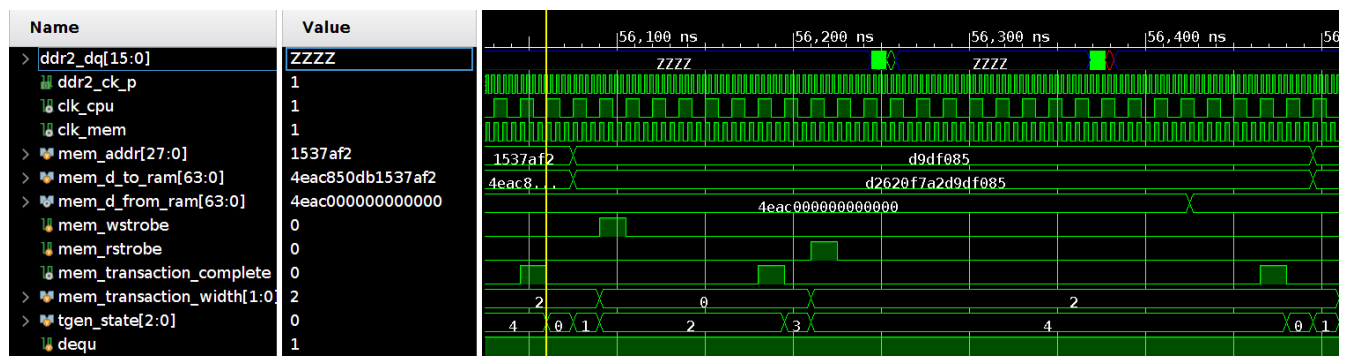 Name Value
56,100 ns 56,200 ns 56,300 ns 56,400 ns 56
ddr2_dq[15:0] ZZZZ ZZZZ ZZZZ
ddr2_ck_p 1
clk_cpu 1
clk_mem 1
mem_addr[27:0] 1537af2 1537af2 d9df085
mem_d_to_ram[63:0] 4eac850db1537af2 4eac8... d2620f7a2d9df085
mem_d_from_ram[63:0] 4eac000000000000 4eac000000000000
mem_wstrobe 0
mem_rstrobe 0
mem_transaction_complete 0
mem_transaction_width[1:0] 2 2 0 2
tgen_state[2:0] 0 4 0 1 2 3 4 0 1
dequ 1